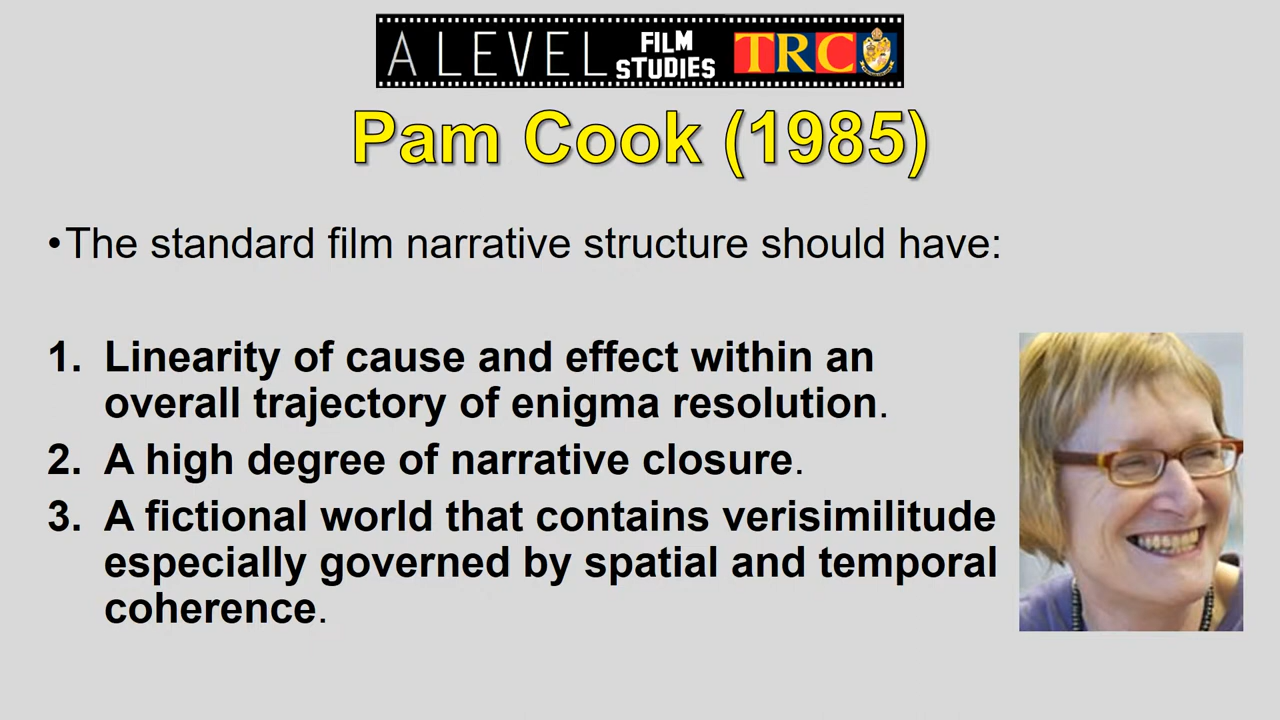 A LEVEL FILM STUDIES TRC
Pam Cook (1985)
•The standard film narrative structure should have:
1. Linearity of cause and effect within an
overall trajectory of enigma resolution.
2. A high degree of narrative closure.
3. A fictional world that contains verisimilitude
especially governed by spatial and temporal
coherence.